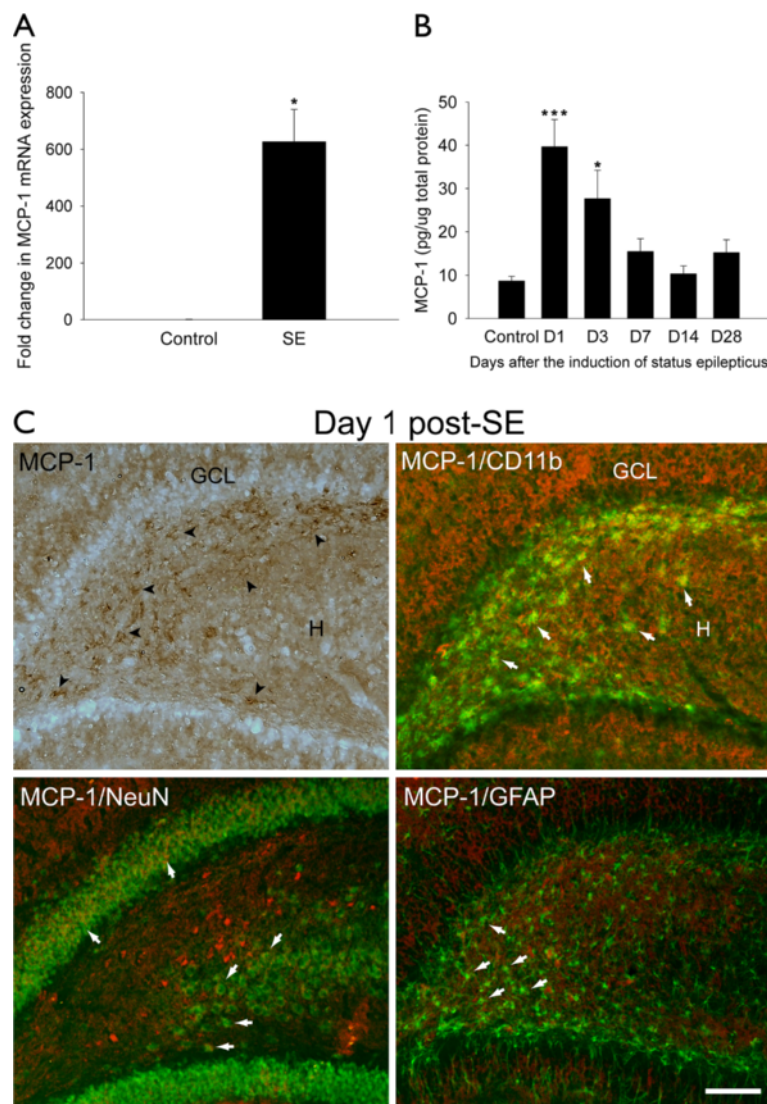 A
Fold change in MCP-1 mRNA expression
800
600
400
200
0
*
Control
SE
B
MCP-1 (pg/ug total protein)
50
40
30
20
10
0
***
*
Control D1 D3 D7 D14 D28
Days after the induction of status epilepticus
C
Day 1 post-SE
MCP-1
GCL
H
MCP-1/CD11b
GCL
H
MCP-1/NeuN
MCP-1/GFAP